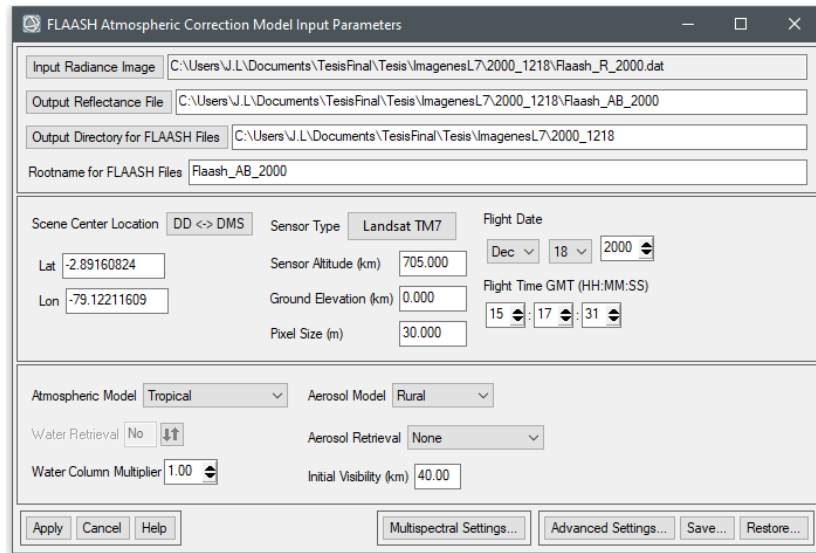 FLAASH Atmospheric Correction Model Input Parameters
Input Radiance Image C:\Users\J.L\Documents\TesisFinal\Tesis\ImagenesL7\2000_1218\Flaash_R_2000.dat
Output Reflectance File C:\Users\J.L\Documents\TesisFinal\Tesis\ImagenesL7\2000_1218\Flaash_AB_2000
Output Directory for FLAASH Files C:\Users\J.L\Documents\TesisFinal\Tesis\ImagenesL7\2000_1218
Rootname for FLAASH Files Flaash_AB_2000
Scene Center Location DD <-> DMS
Lat -2.89160824
Lon -79.12211609
Sensor Type Landsat TM7
Sensor Altitude (km) 705.000
Ground Elevation (km) 0.000
Pixel Size (m) 30.000
Flight Date
Dec 18 2000
Flight Time GMT (HH:MM:SS)
15 : 17 : 31
Atmospheric Model Tropical
Water Retrieval No
Water Column Multiplier 1.00
Aerosol Model Rural
Aerosol Retrieval None
Initial Visibility (km) 40.00
Apply Cancel Help Multispectral Settings... Advanced Settings... Save... Restore...